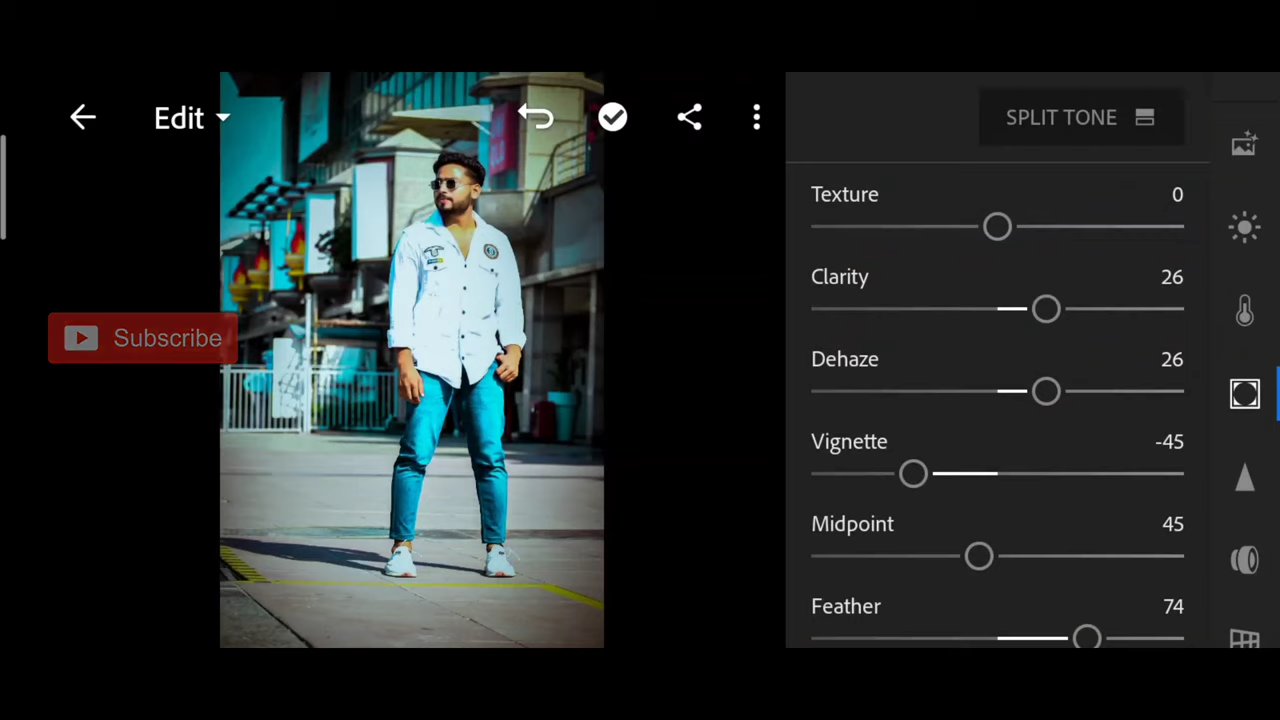 Edit
SPLIT TONE
Texture 0
Clarity 26
Dehaze 26
Subscribe
Vignette -45
Midpoint 45
Feather 74